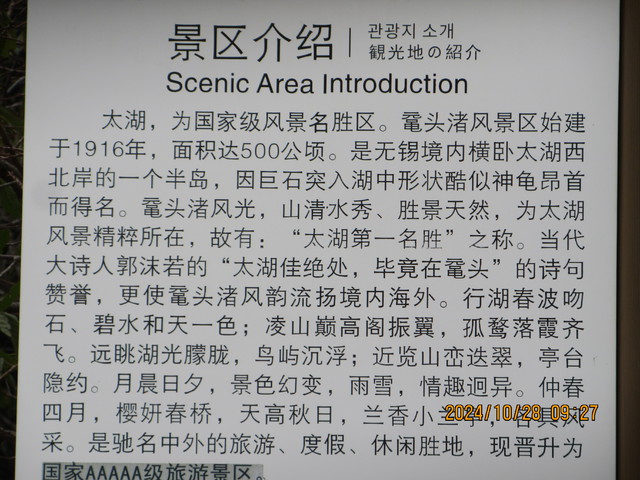 景区介绍
관광지 소개
観光地の紹介
Scenic Area Introduction
太湖，为国家级风景名胜区。鼋头渚风景区始建
于1916年，面积达500公顷。是无锡境内横卧太湖西
北岸的一个半岛，因巨石突入湖中形状酷似神龟昂首
而得名。鼋头渚风光，山清水秀、胜景天然，为太湖
风景精粹所在，故有：“太湖第一名胜”之称。当代
大诗人郭沫若的“太湖佳绝处，毕竟在鼋头”的诗句
赞誉，更使鼋头渚风韵流扬境内海外。行湖春波吻
石、碧水和天一色；凌山巅高阁振翼，孤鹜落霞齐
飞。远眺湖光朦胧，鸟屿沉浮；近览山峦迭翠，亭台
隐约。月晨日夕，景色幻变，雨雪，情趣迥异。仲春
四月，樱妍春桥，天高秋日，兰香小 各具风
采。是驰名中外的旅游、度假、休闲胜地，现晋升为
国家AAAAA级旅游景区。
2024/10/28 09:27